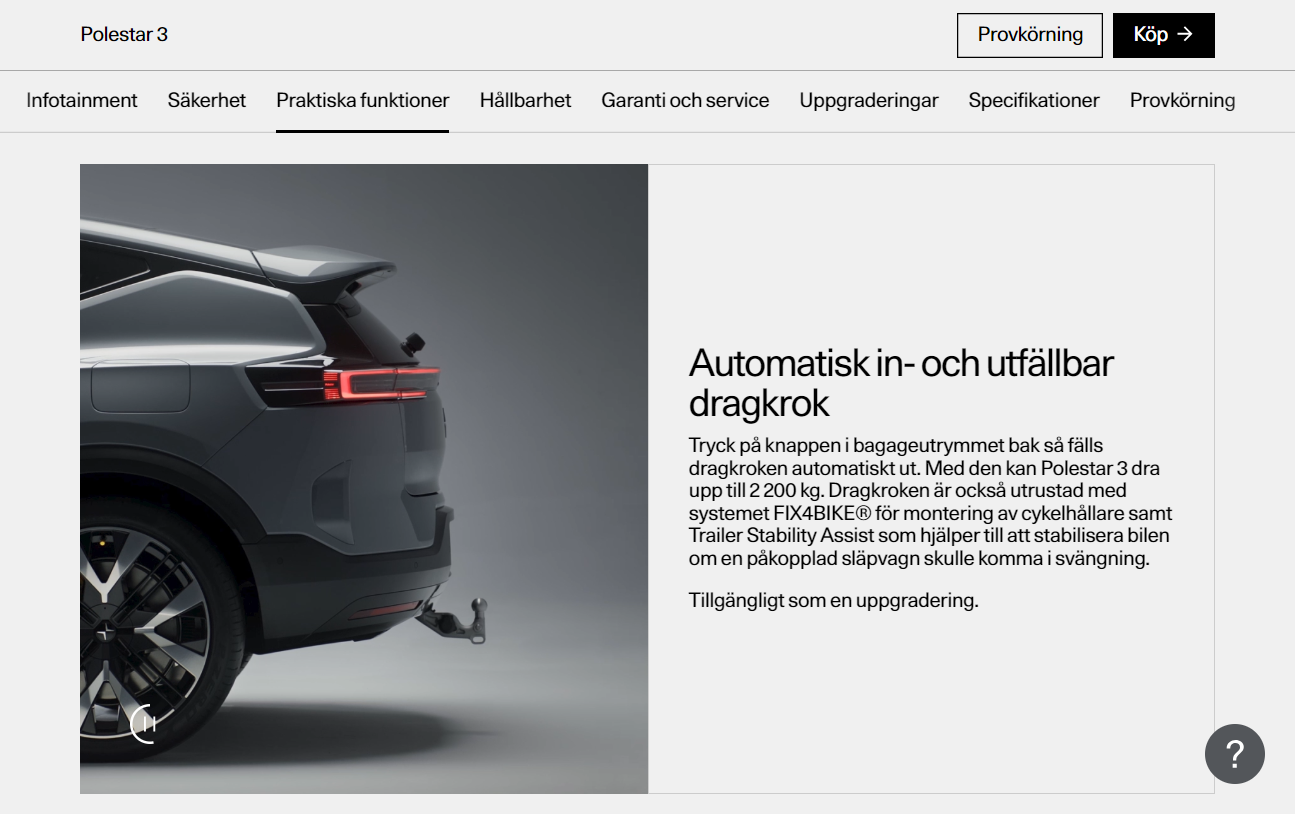 Polestar 3
Provkörning
Köp →
Infotainment
Säkerhet
Praktiska funktioner
Hållbarhet
Garanti och service
Uppgraderingar
Specifikationer
Provkörning
Automatisk in- och utfällbar
dragkrok
Tryck på knappen i bagageutrymmet bak så fälls
dragkroken automatiskt ut. Med den kan Polestar 3 dra
upp till 2 200 kg. Dragkroken är också utrustad med
systemet FIX4BIKE® för montering av cykelhållare samt
Trailer Stability Assist som hjälper till att stabilisera bilen
om en påkopplad släpvagn skulle komma i svängning.
Tillgängligt som en uppgradering.
?